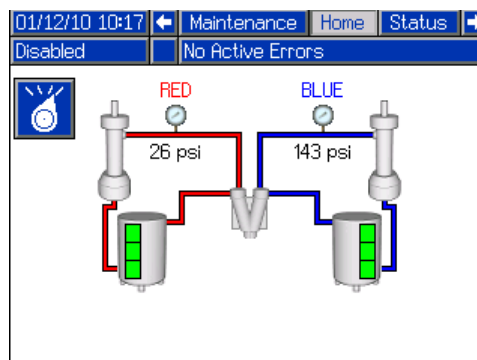 01/12/10 10:17 Maintenance Home Status
Disabled No Active Errors
RED BLUE
26 psi 143 psi